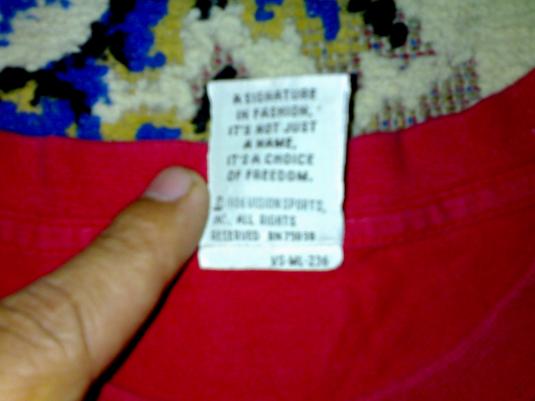 A SIGNATURE
IN FASHION,
IT'S NOT JUST
A NAME,
IT'S A CHOICE
OF FREEDOM.
VISION SPORTS,
INC. ALL RIGHTS
RESERVED
VS-ML-236